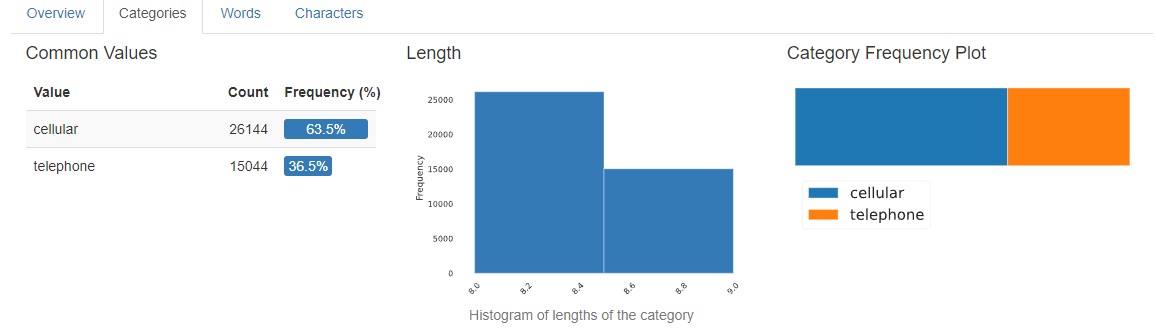 Overview Categories Words Characters
Common Values
Value Count Frequency (%)
cellular 26144 63.5%
telephone 15044 36.5%
Length
Frequency
25000
20000
15000
10000
5000
0
8.0 8.2 8.4 8.6 8.8 9.0
Histogram of lengths of the category
Category Frequency Plot
cellular
telephone